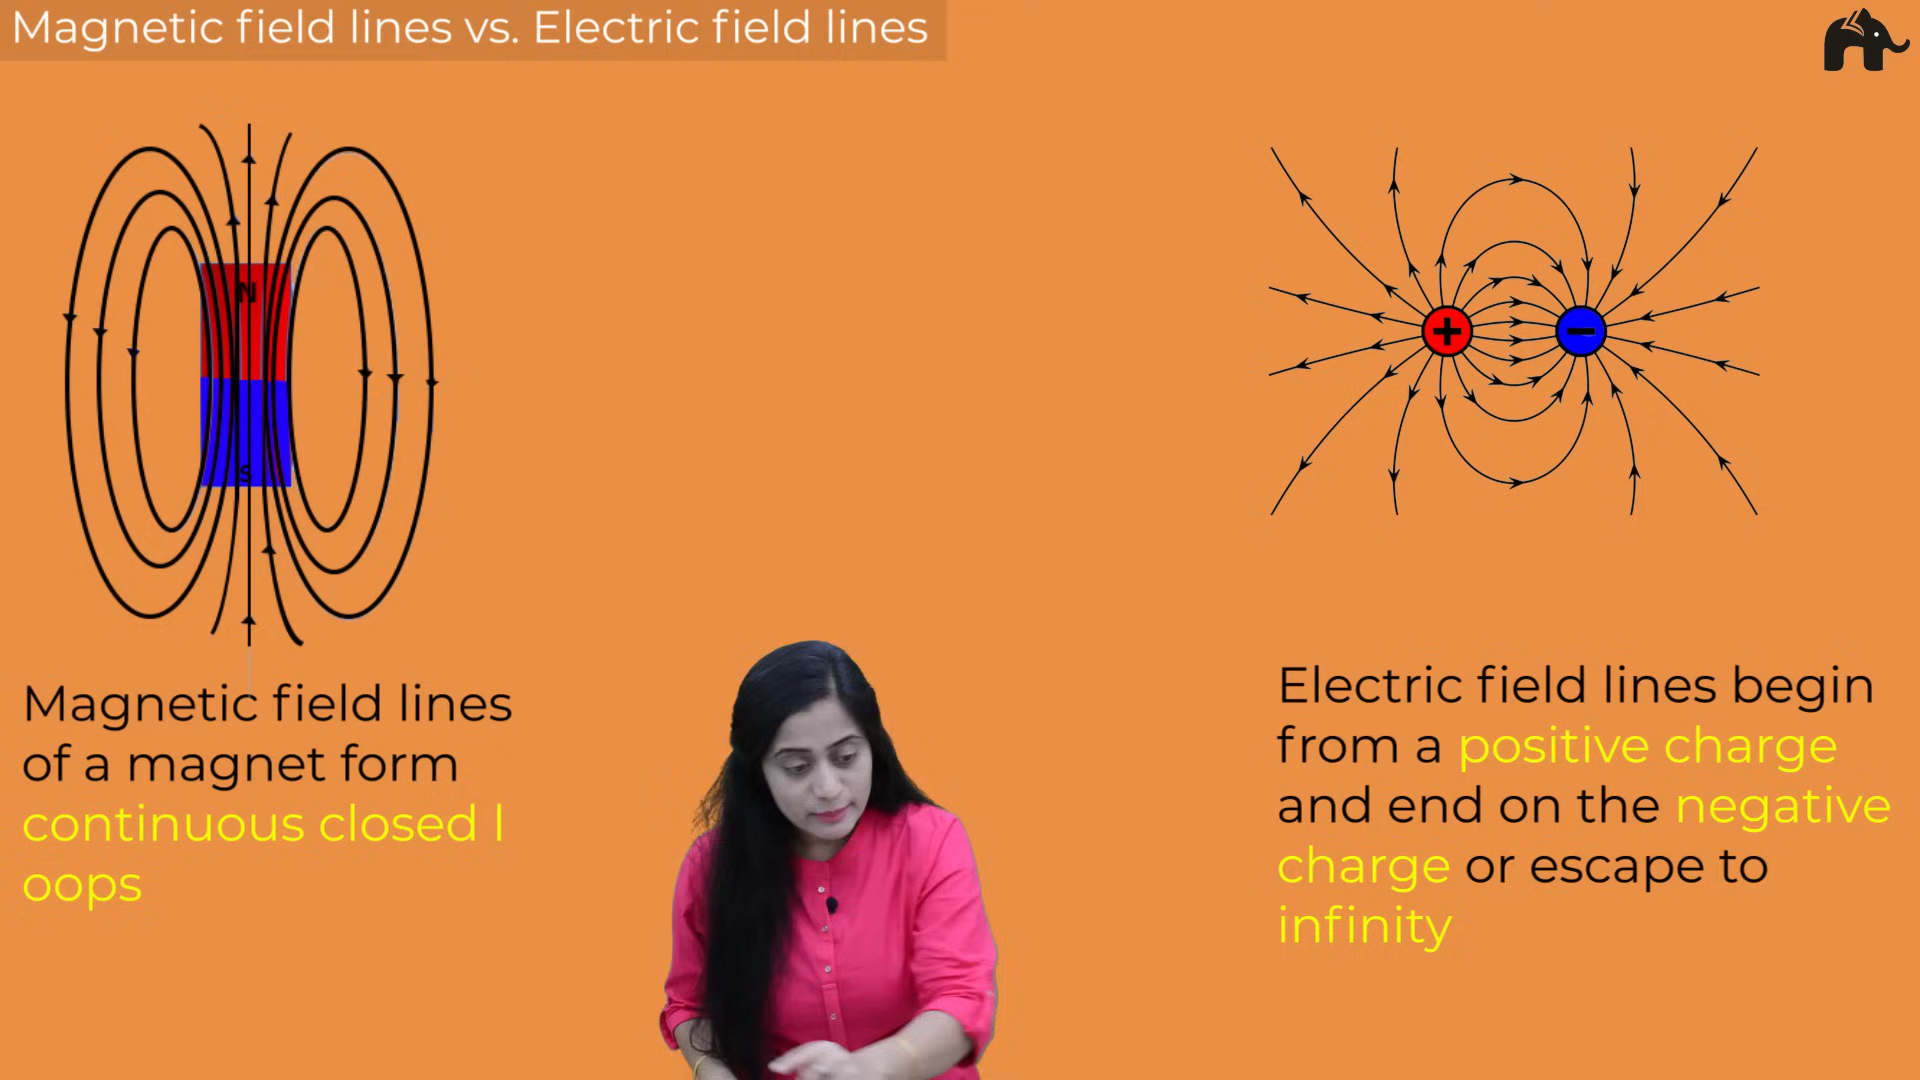 Magnetic field lines vs. Electric field lines
N
S
+
−
Magnetic field lines
of a magnet form
continuous closed l
oops
Electric field lines begin
from a positive charge
and end on the negative
charge or escape to
infinity